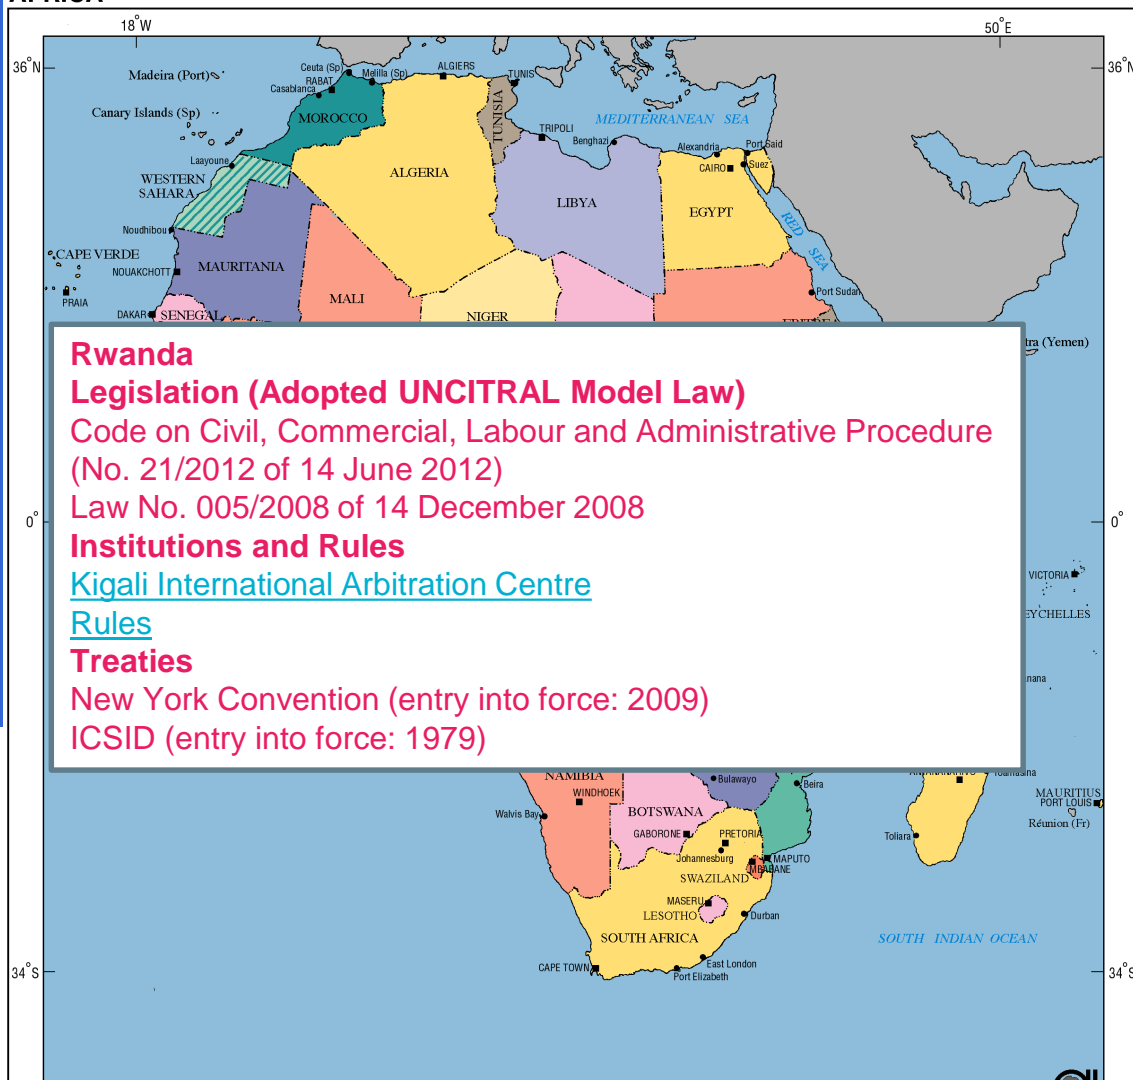 AFRICA
18°W
50°E
36°N
36°N
Madeira (Port)
Ceuta (Sp)
Melilla (Sp)
ALGIERS
TUNIS
RABAT
Casablanca
Canary Islands (Sp)
MOROCCO
TUNISIA
TRIPOLI
Benghazi
MEDITERRANEAN SEA
Alexandria
Port Said
CAIRO
Suez
Laayoune
WESTERN
SAHARA
ALGERIA
LIBYA
EGYPT
RED SEA
Noudhibou
CAPE VERDE
NOUAKCHOTT
MAURITANIA
PRAIA
MALI
NIGER
Port Sudan
DAKAR
SENEGAL
ERITREA
tra (Yemen)
Rwanda
Legislation (Adopted UNCITRAL Model Law)
Code on Civil, Commercial, Labour and Administrative Procedure
(No. 21/2012 of 14 June 2012)
Law No. 005/2008 of 14 December 2008
Institutions and Rules
Kigali International Arbitration Centre
Rules
Treaties
New York Convention (entry into force: 2009)
ICSID (entry into force: 1979)
0°
0°
VICTORIA
EYCHELLES
nana
NAMIBIA
WINDHOEK
Walvis Bay
BOTSWANA
GABORONE
Bulawayo
Beira
PRETORIA
Johannesburg
MAPUTO
MBABANE
SWAZILAND
MASERU
LESOTHO
Durban
SOUTH AFRICA
East London
Port Elizabeth
CAPE TOWN
Toliara
MAURITIUS
PORT LOUIS
Réunion (Fr)
SOUTH INDIAN OCEAN
34°S
34°S